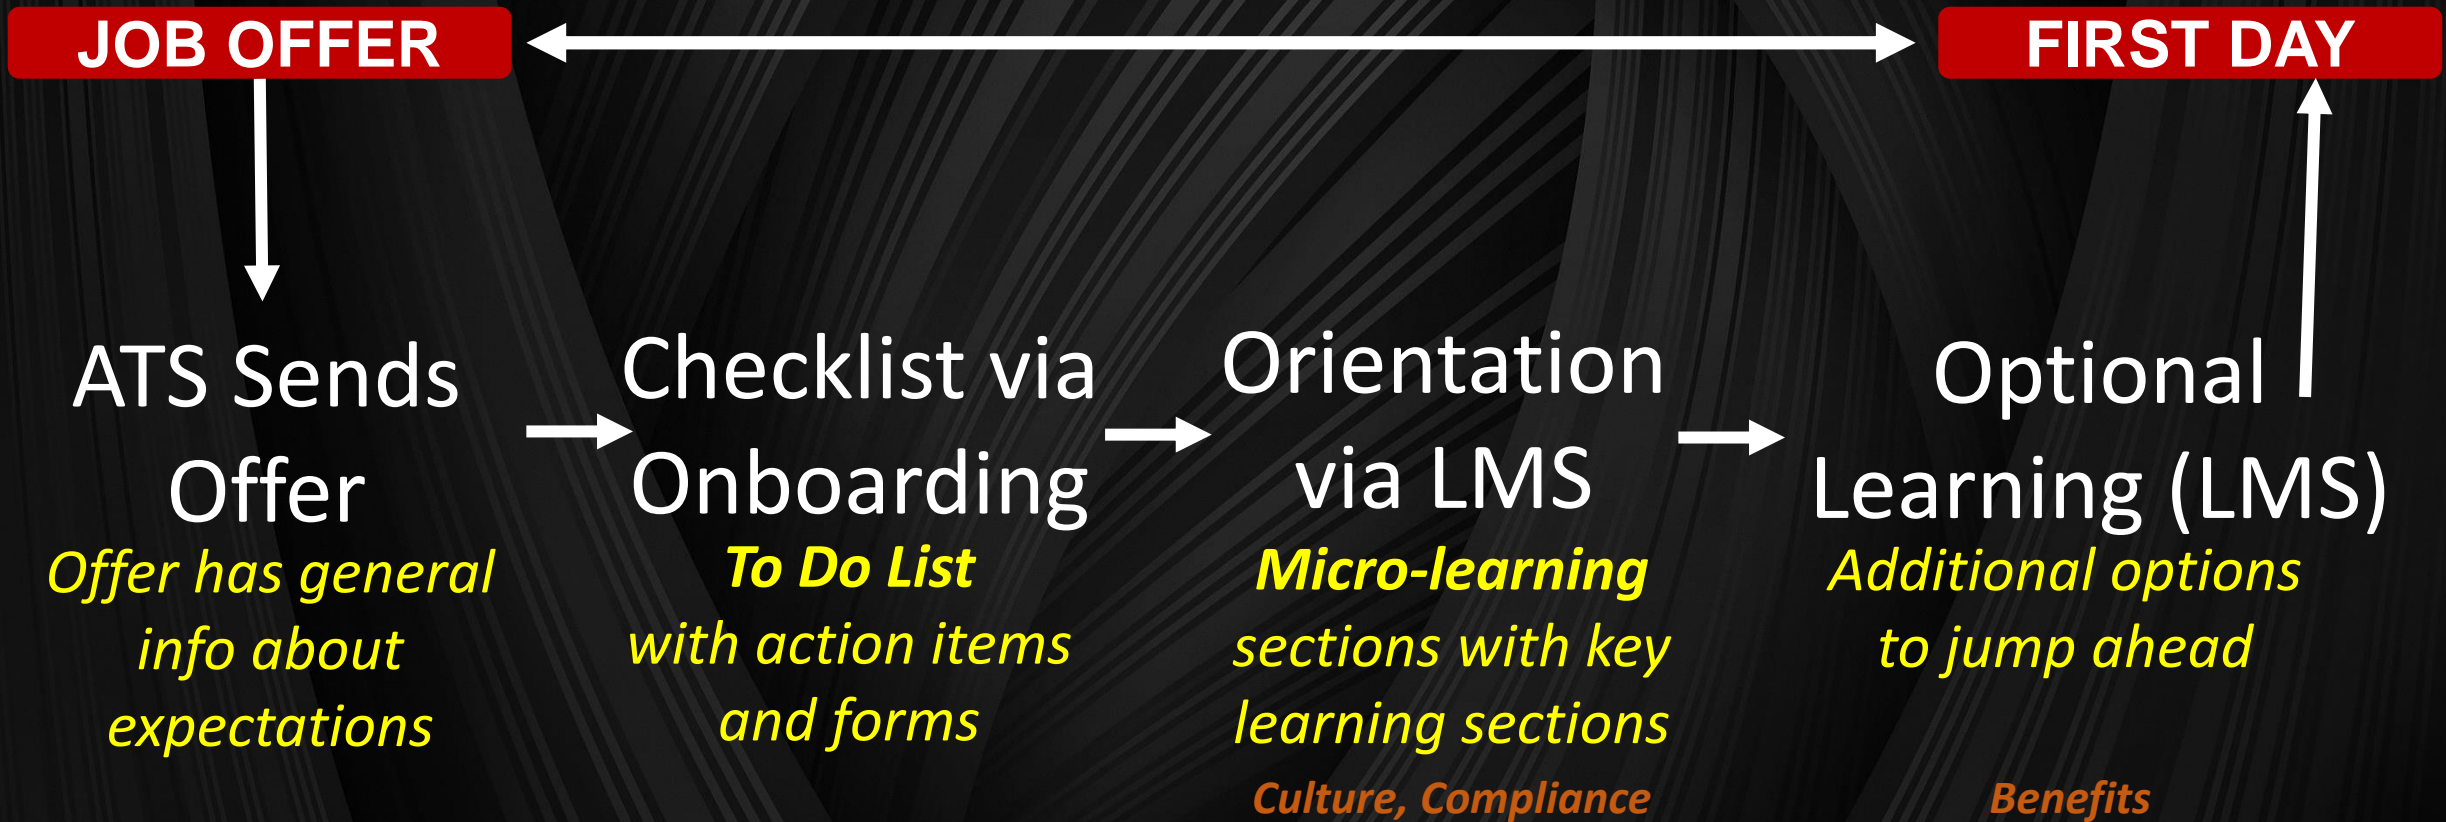 JOB OFFER
FIRST DAY
ATS Sends
Offer
Offer has general
info about
expectations
Checklist via
Onboarding
To Do List
with action items
and forms
Orientation
via LMS
Micro-learning
sections with key
learning sections
Culture, Compliance
Optional
Learning (LMS)
Additional options
to jump ahead
Benefits